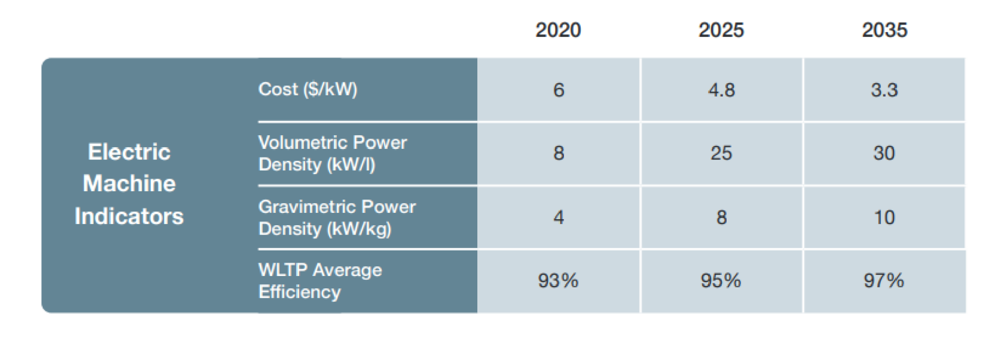 2020 2025 2035
Electric
Machine
Indicators
Cost ($/kW) 6 4.8 3.3
Volumetric Power
Density (kW/l) 8 25 30
Gravimetric Power
Density (kW/kg) 4 8 10
WLTP Average
Efficiency 93% 95% 97%